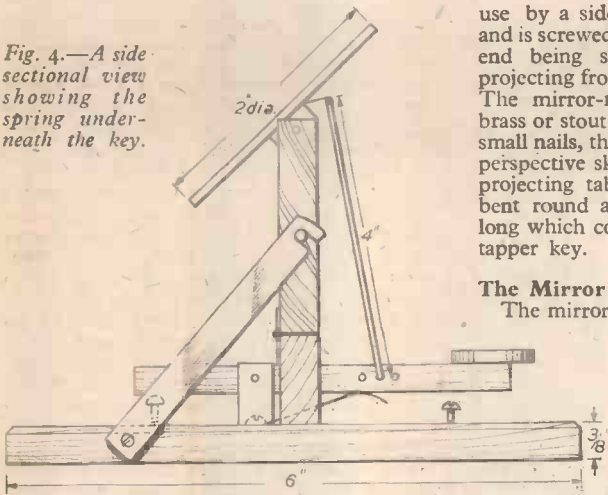 Fig. 4.—A side
sectional view
showing the
spring under-
neath the key.
2" dia.
4"
3/8"
6"
use by a side
and is screwed
end being s
projecting fro
The mirror-
brass or stout
small nails, th
perspective sk
projecting tab
bent round a
long which co
tapper key.
The Mirror
The mirror